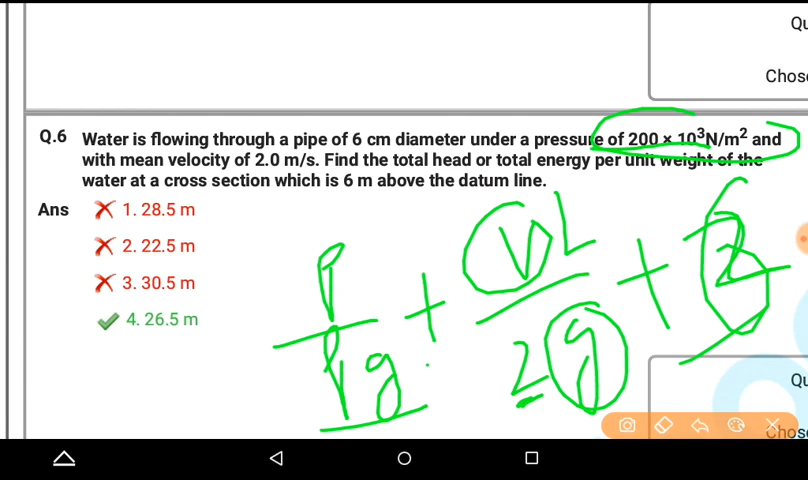 Qu
Chose
Q.6 Water is flowing through a pipe of 6 cm diameter under a pressure of 200 × 10³N/m² and
with mean velocity of 2.0 m/s. Find the total head or total energy per unit weight of the
water at a cross section which is 6 m above the datum line.
Ans 1. 28.5 m
2. 22.5 m
3. 30.5 m
4. 26.5 m
P/ρg + V²/2g + Z
6
Qu
Chos